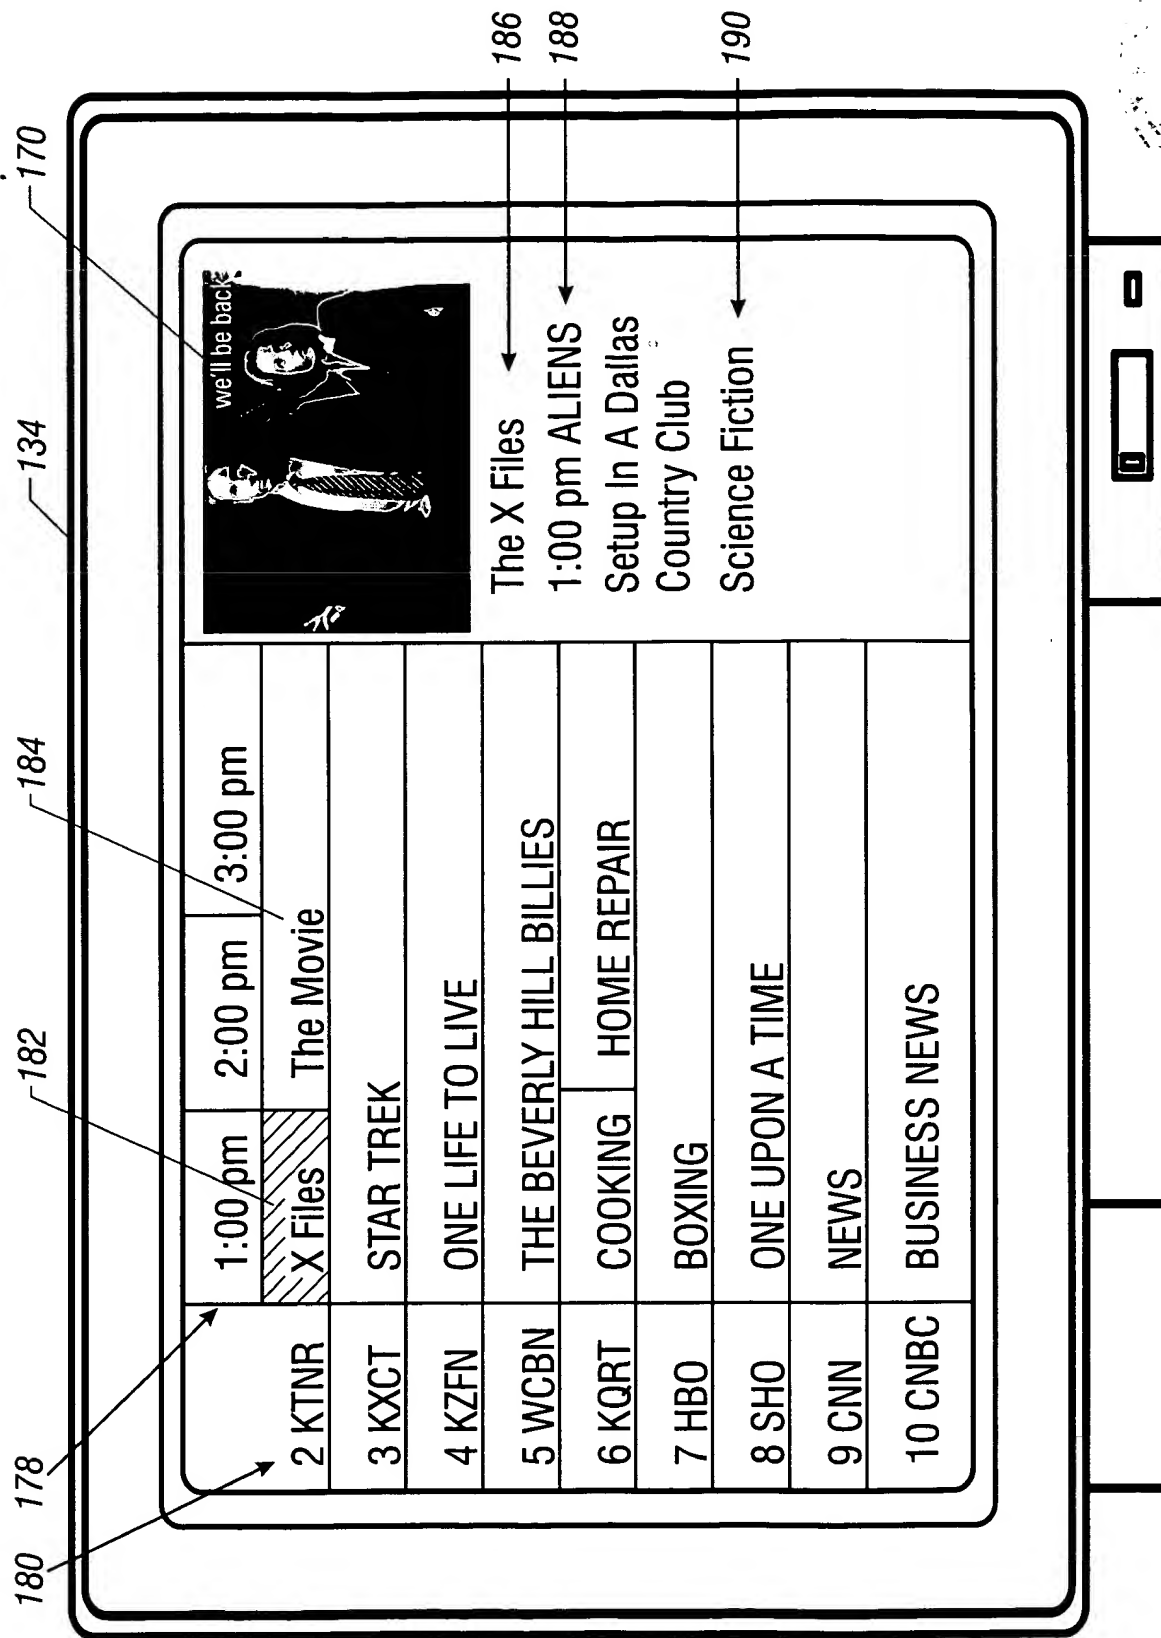 180 178 182 184 134 170
1:00 pm 2:00 pm 3:00 pm
2 KTNR X Files The Movie
3 KXCT STAR TREK
4 KZFN ONE LIFE TO LIVE
5 WCBN THE BEVERLY HILL BILLIES
6 KQRT COOKING HOME REPAIR
7 HBO BOXING
8 SHO ONE UPON A TIME
9 CNN NEWS
10 CNBC BUSINESS NEWS
we'll be back
The X Files
1:00 pm ALIENS
Setup In A Dallas
Country Club
Science Fiction
186
188
190